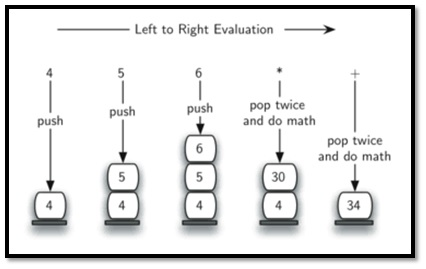 Left to Right Evaluation
4 5 6 * +
push
push
push
pop twice
and do math
pop twice
and do math
6
5 5 30
4 4 4 4 34